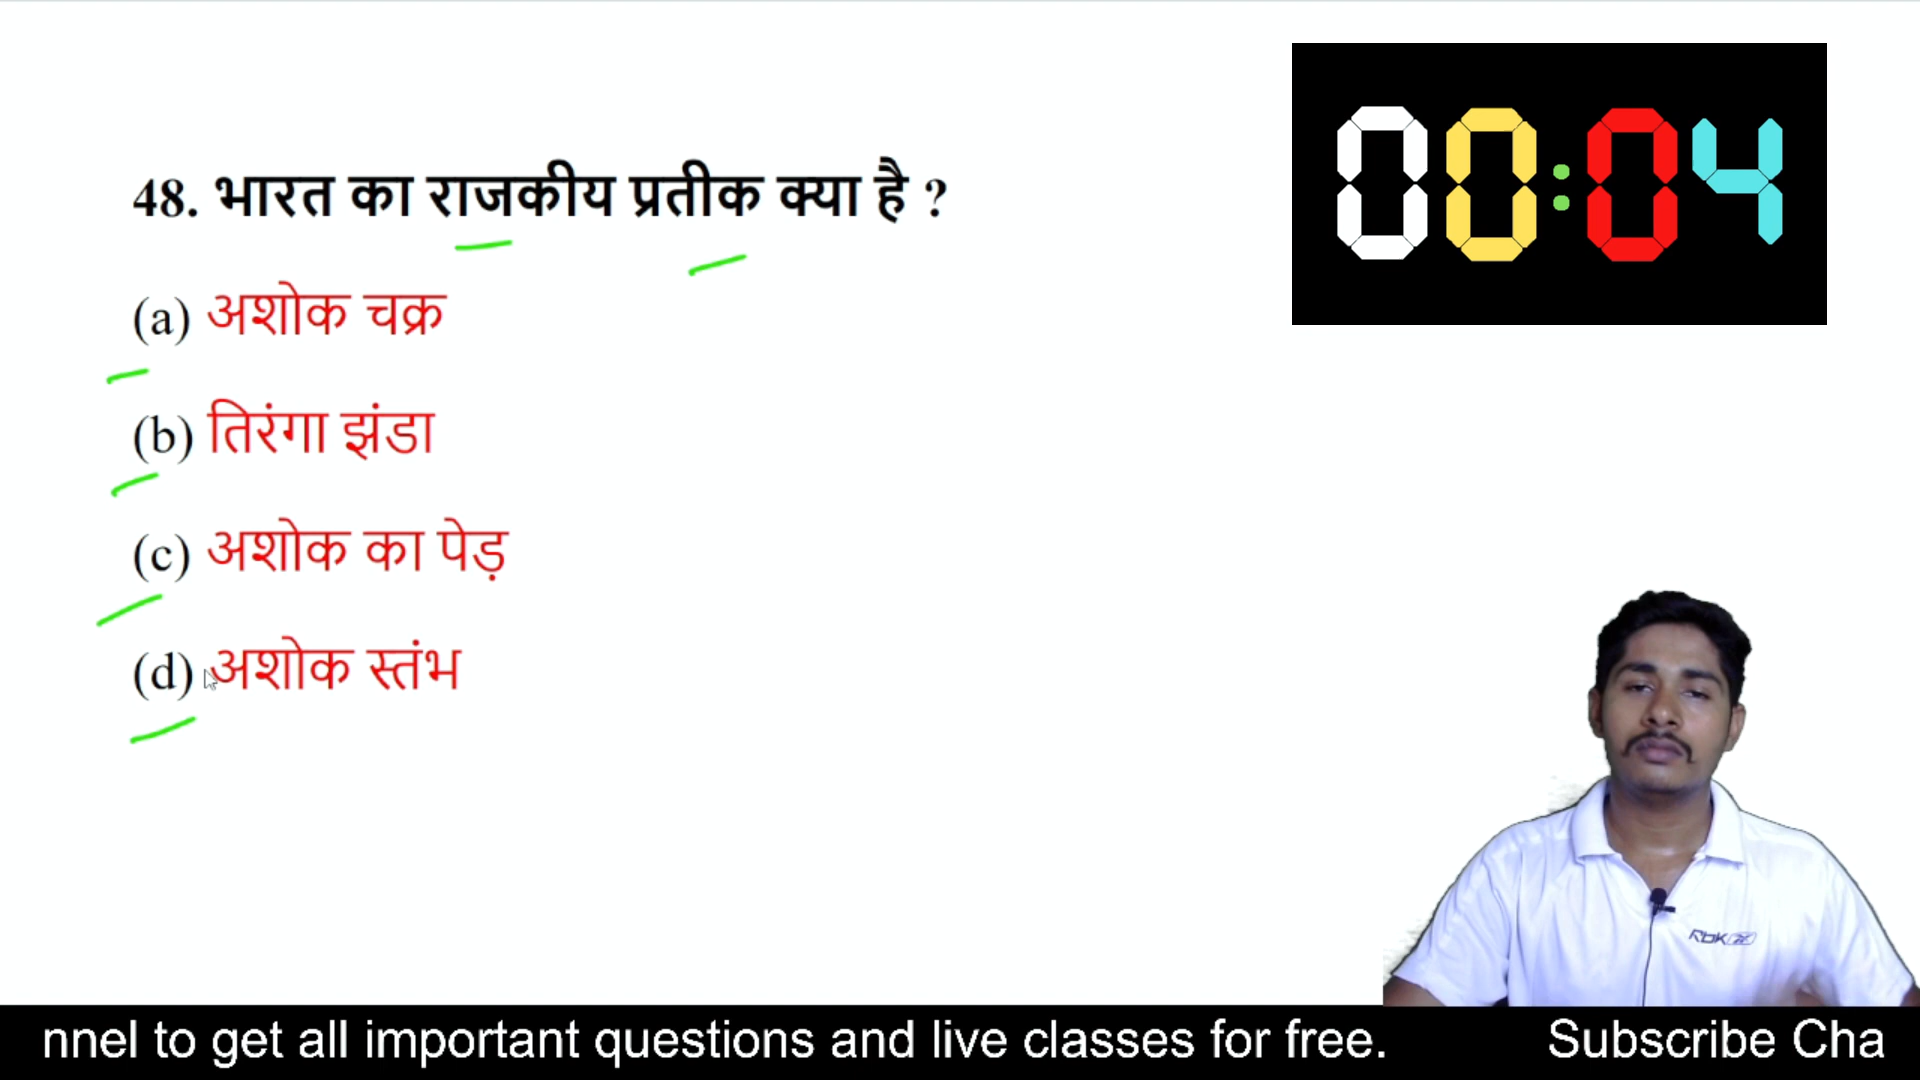 48. भारत का राजकीय प्रतीक क्या है ?
00:04
(a) अशोक चक्र
(b) तिरंगा झंडा
(c) अशोक का पेड़
(d) अशोक स्तंभ
RbK
nnel to get all important questions and live classes for free. Subscribe Cha